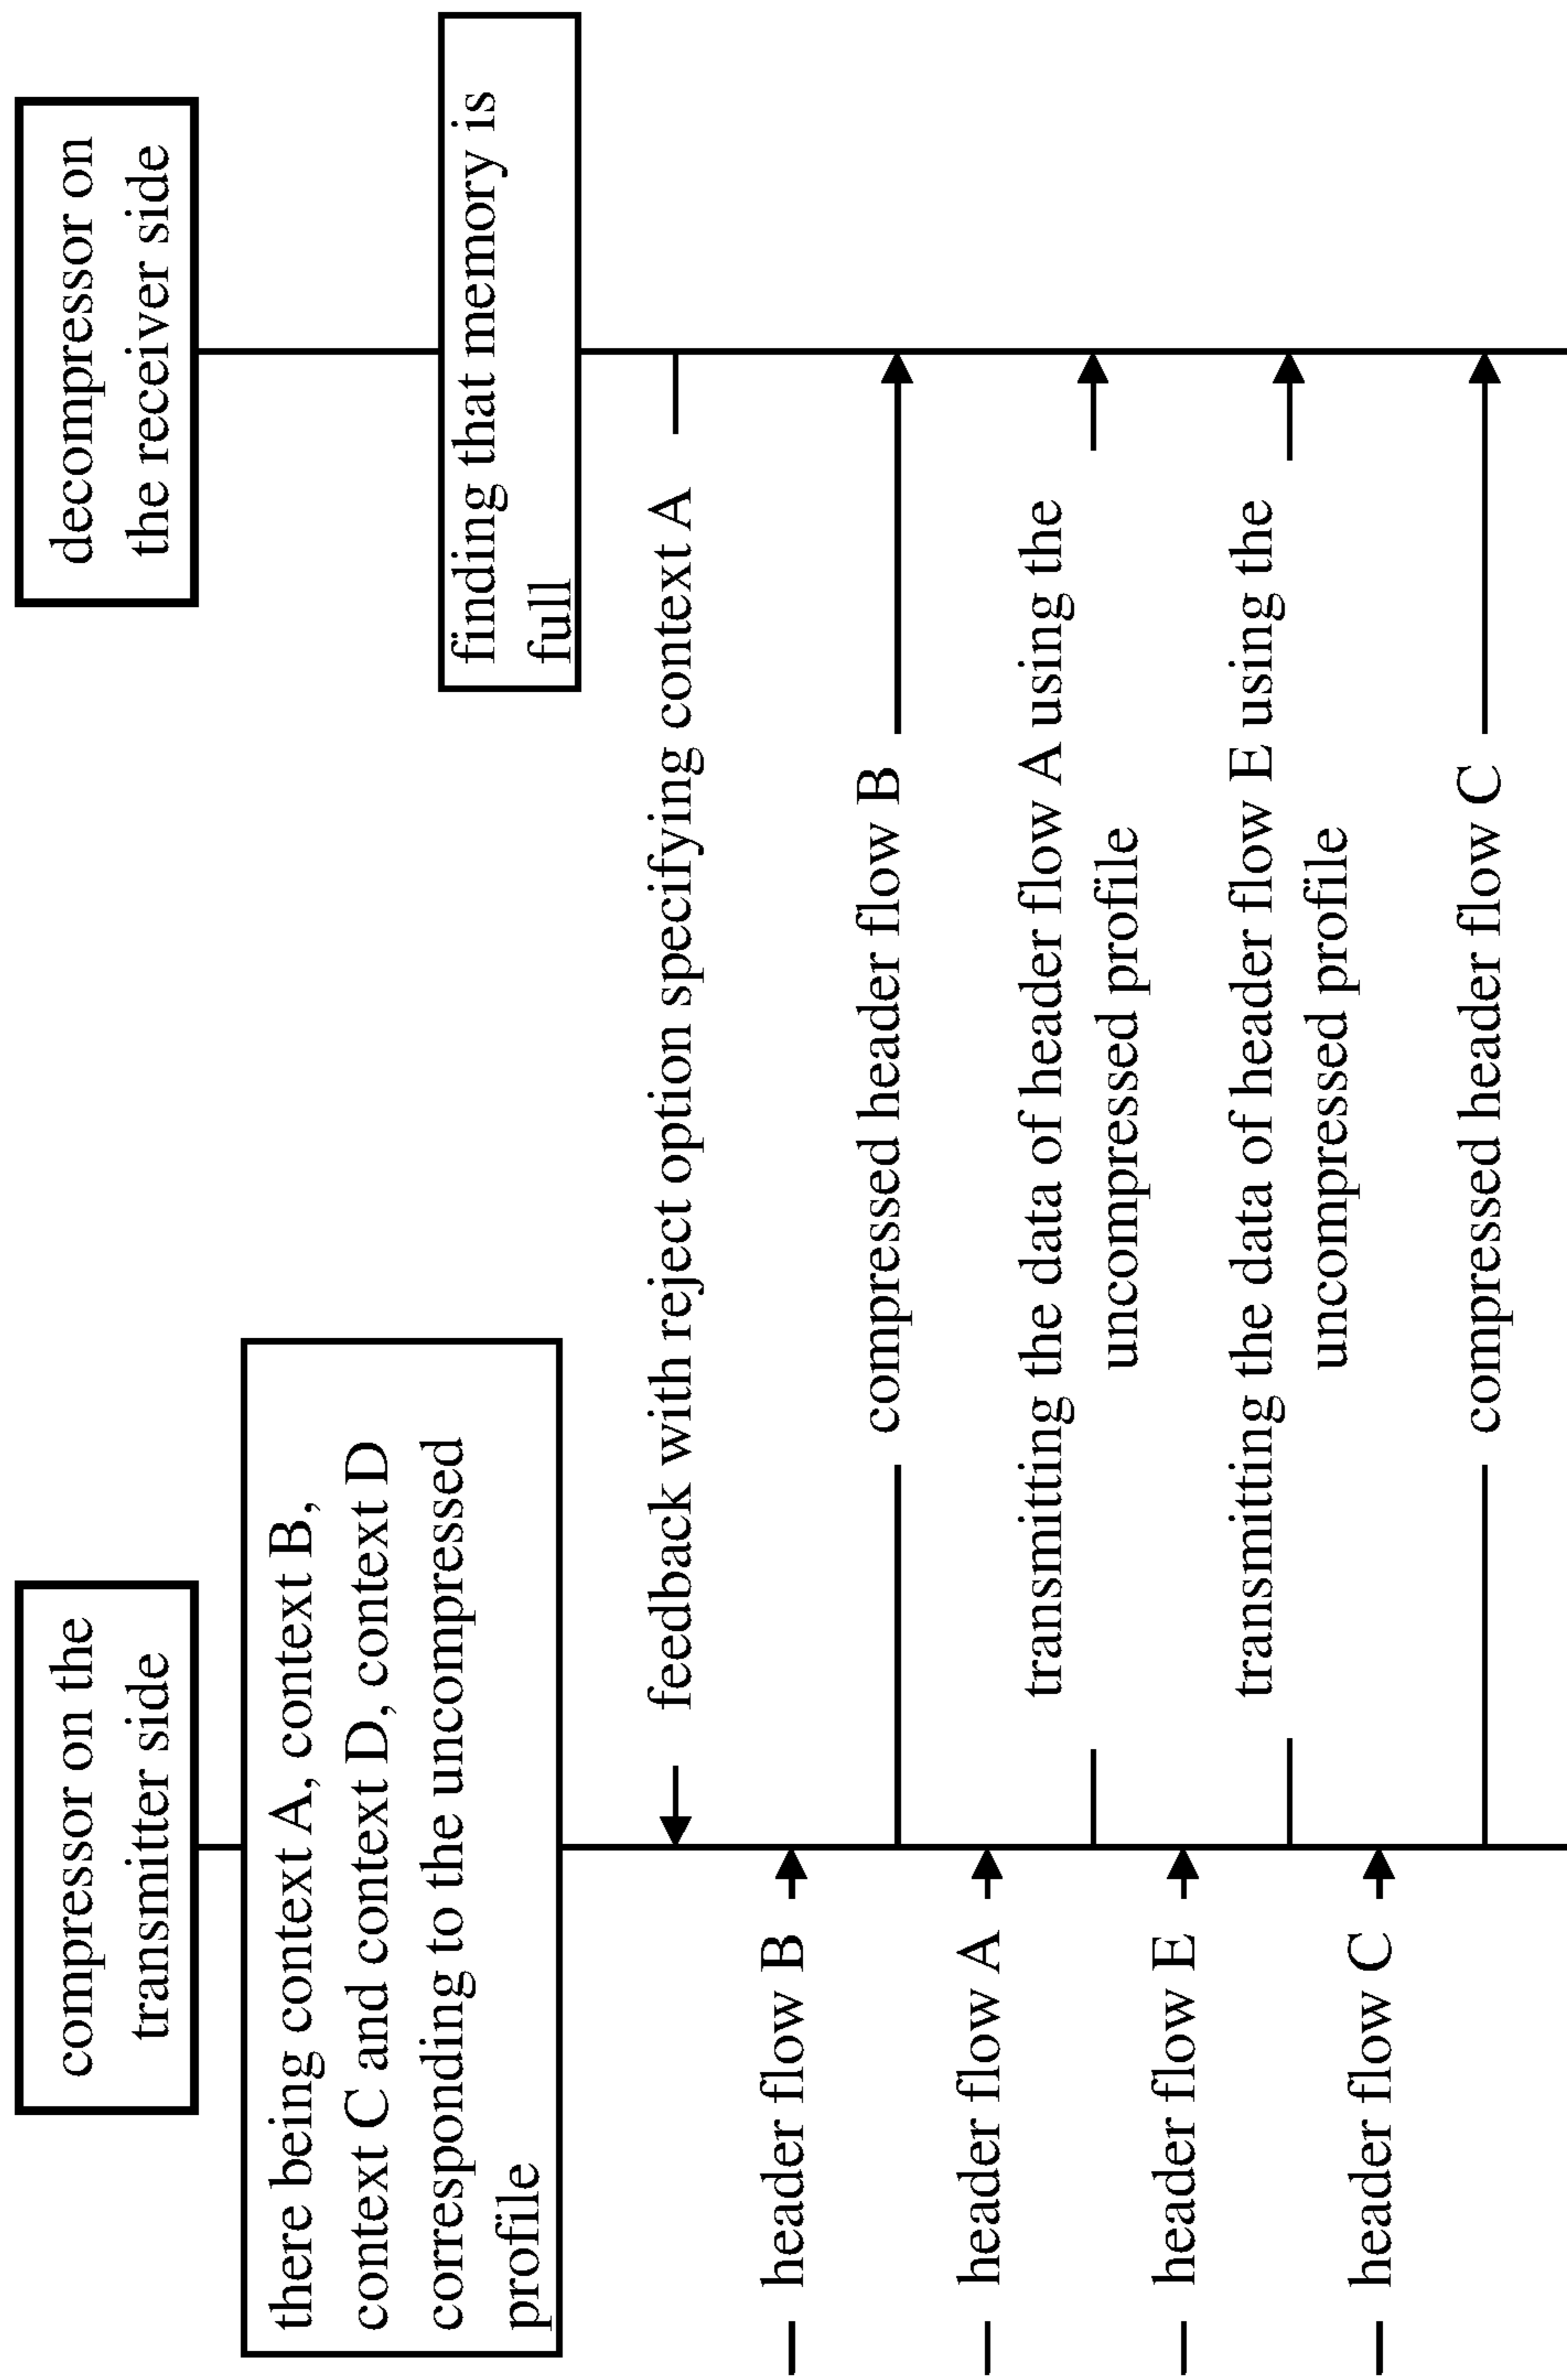 compressor on the
transmitter side
decompressor on
the receiver side
there being context A, context B,
context C and context D, context D
corresponding to the uncompressed
profile
finding that memory is
full
feedback with reject option specifying context A
header flow B
compressed header flow B
header flow A
transmitting the data of header flow A using the
uncompressed profile
header flow E
transmitting the data of header flow E using the
uncompressed profile
header flow C
compressed header flow C